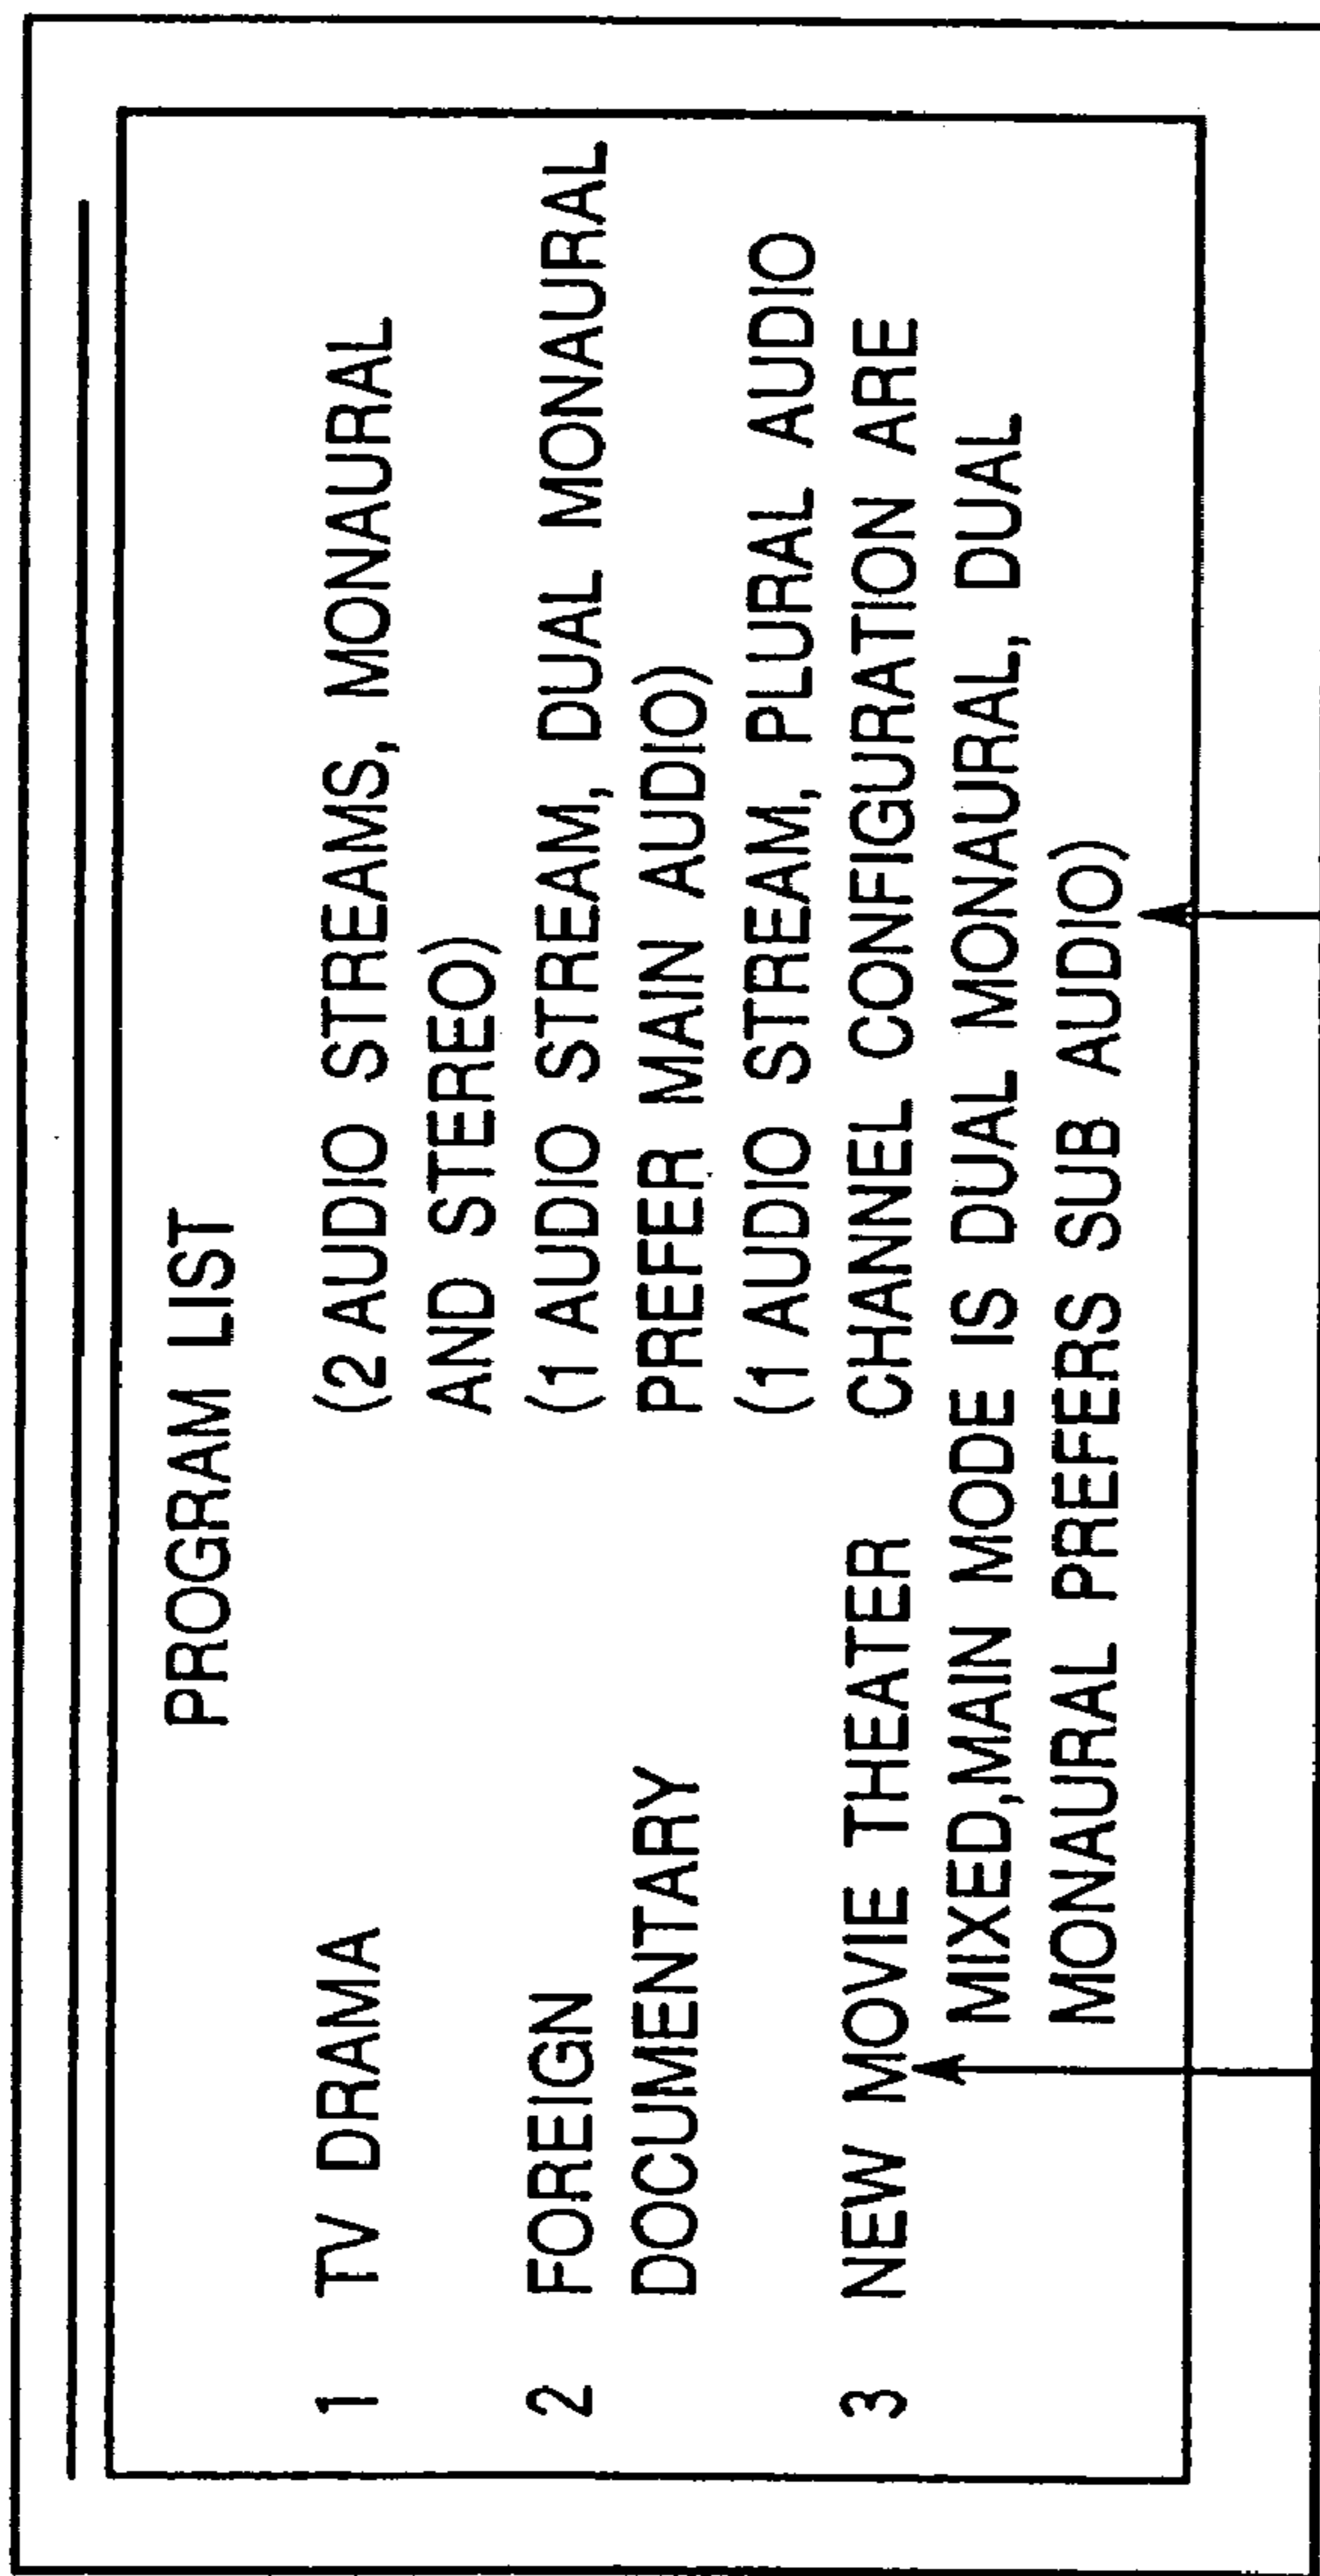 PROGRAM LIST
1 TV DRAMA (2 AUDIO STREAMS, MONAURAL
AND STEREO)
2 FOREIGN (1 AUDIO STREAM, DUAL MONAURAL
DOCUMENTARY PREFER MAIN AUDIO)
(1 AUDIO STREAM, PLURAL AUDIO
3 NEW MOVIE THEATER CHANNEL CONFIGURATION ARE
MIXED,MAIN MODE IS DUAL MONAURAL, DUAL
MONAURAL PREFERS SUB AUDIO)